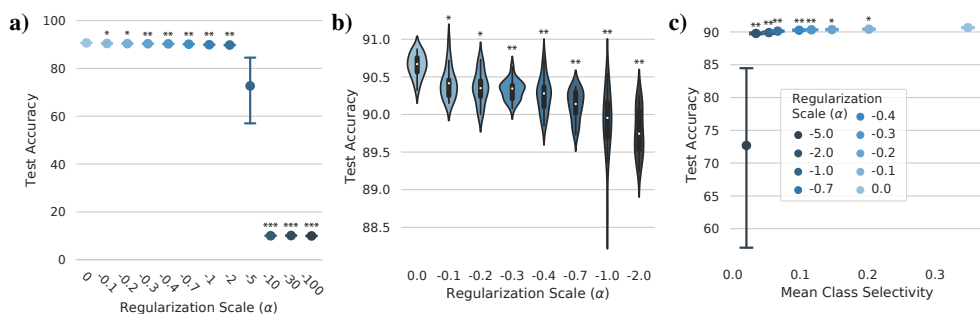 a)
100
80
60
40
20
0
Test Accuracy
* * ** ** ** ** **
*** *** ***
0 -0.1 -0.2 -0.3 -0.4 -0.7 -1 -2 -5 -10 -30 -100
Regularization Scale (α)
b)
91.0
90.5
90.0
89.5
89.0
88.5
Test Accuracy
* * ** ** ** ** **
0.0 -0.1 -0.2 -0.3 -0.4 -0.7 -1.0 -2.0
Regularization Scale (α)
c)
90
85
80
75
70
65
60
Test Accuracy
** ** ** ** ** * *
Regularization
Scale (α)
-5.0
-2.0
-1.0
-0.7
-0.4
-0.3
-0.2
-0.1
0.0
0.0 0.1 0.2 0.3
Mean Class Selectivity